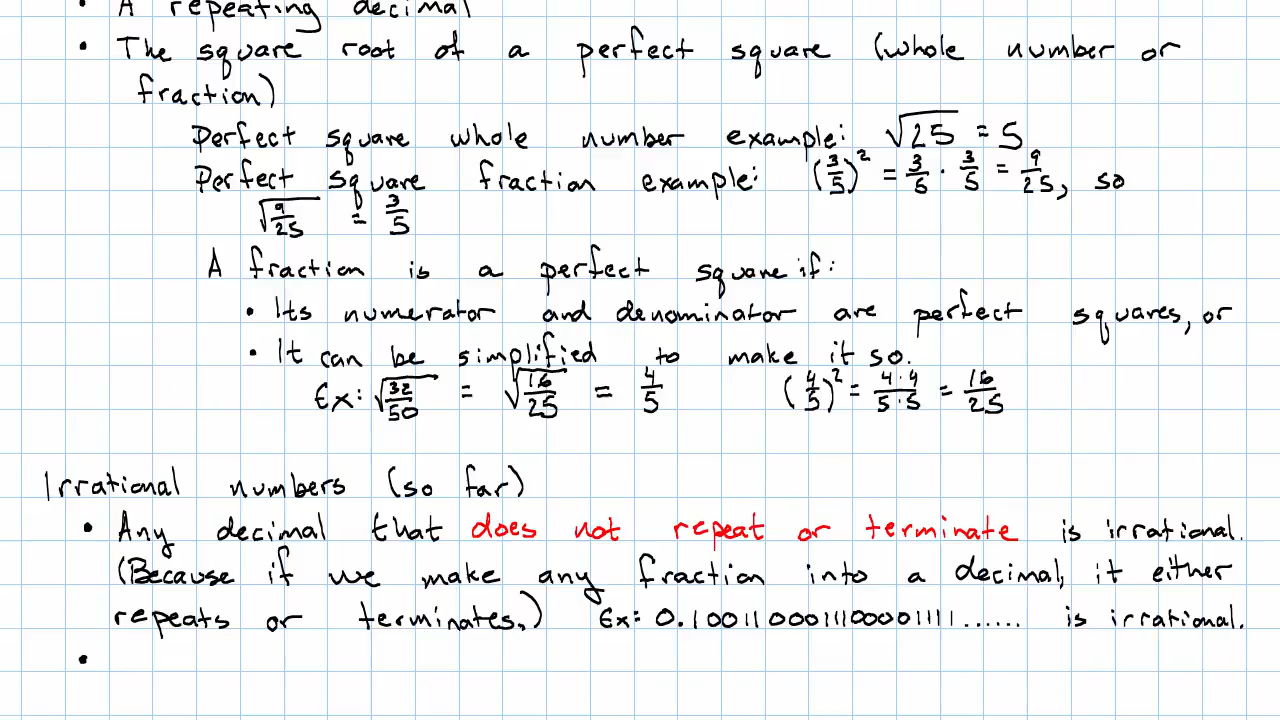 • A repeating decimal
• The square root of a perfect square (whole number or
fraction)
Perfect square whole number example: √25 = 5
Perfect square fraction example: (3/5)² = 3/5 · 3/5 = 9/25, so
√(9/25) = 3/5
A fraction is a perfect square if:
• Its numerator and denominator are perfect squares, or
• It can be simplified to make it so.
Ex: √(32/50) = √(16/25) = 4/5 (4/5)² = (4·4)/(5·5) = 16/25
Irrational numbers (so far)
• Any decimal that does not repeat or terminate is irrational.
(Because if we make any fraction into a decimal, it either
repeats or terminates.) Ex: 0.1001100011100001111...... is irrational.
•